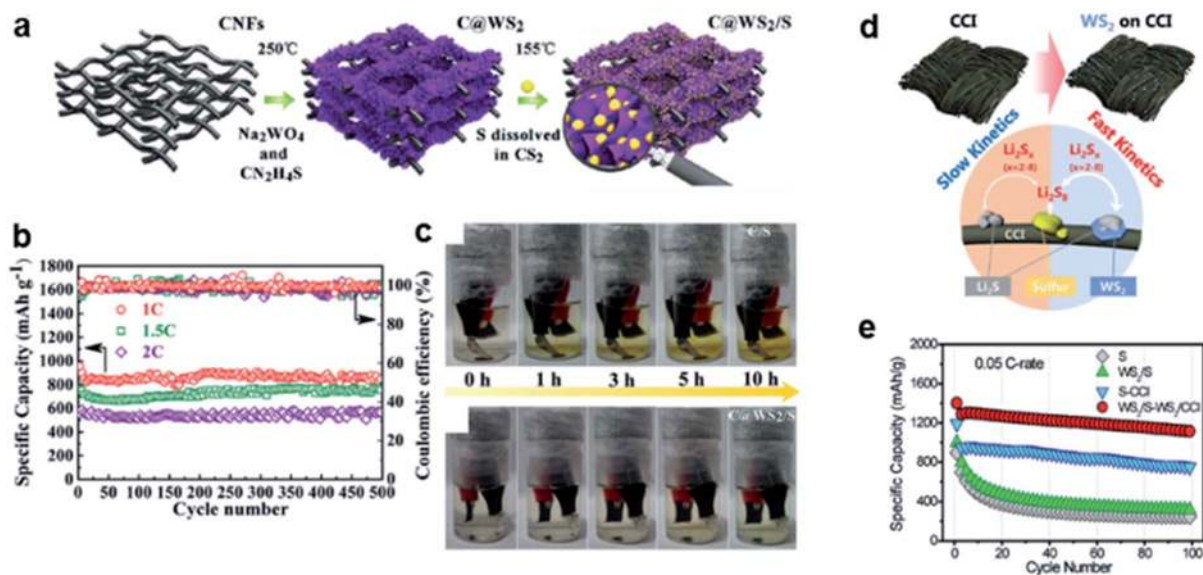 a
CNFs
250℃
Na2WO4
and
CN2H4S
C@WS2
155℃
S dissolved
in CS2
C@WS2/S
b
Specific Capacity (mAh g-1)
1800
1600
1400
1200
1000
800
600
400
200
0
1C
1.5C
2C
100
80
60
40
20
0
Coulombic efficiency (%)
0 50 100 150 200 250 300 350 400 450 500
Cycle number
c
C/S
0 h 1 h 3 h 5 h 10 h
C@WS2/S
d
CCI
WS2 on CCI
Slow Kinetics
Fast Kinetics
Li2Sx
(x=2-8)
Li2Sx
(x=2-8)
Li2S8
CCI
Li2S
Sulfur
WS2
e
Specific Capacity (mAh/g)
2000
1600
1200
800
400
0
0.05 C-rate
S
WS2/S
S-CCI
WS2/S-WS2/CCI
0 20 40 60 80 100
Cycle Number